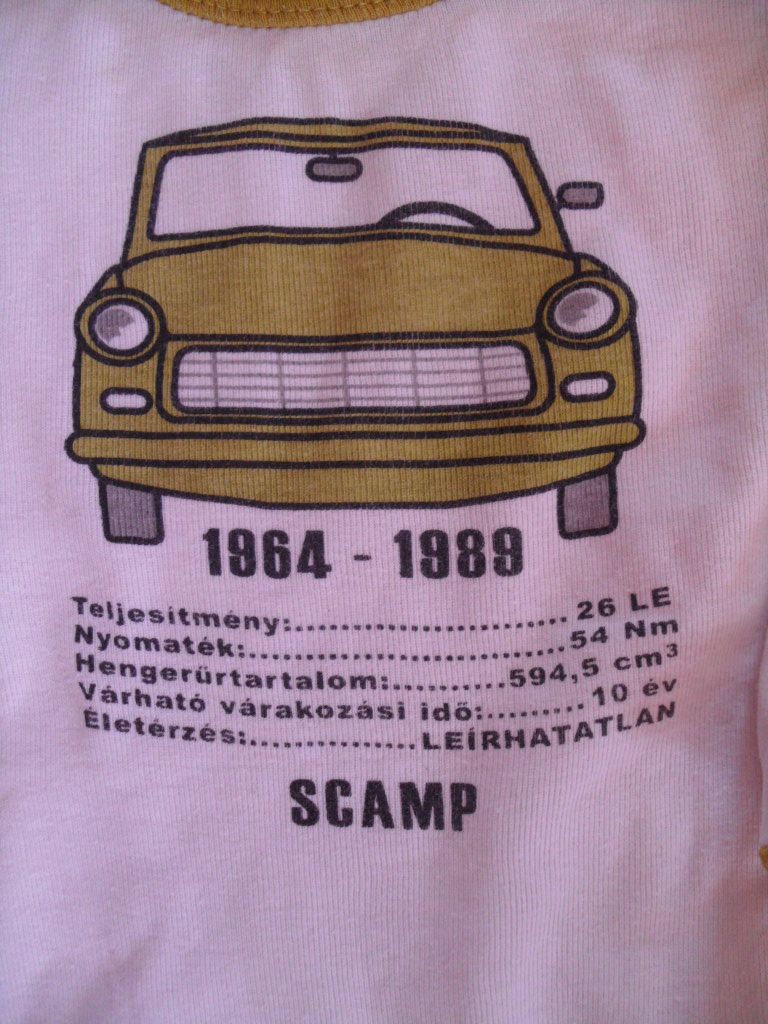 1964 - 1989
Teljesítmény:........................ 26 LE
Nyomaték:...............................54 Nm
Hengerűrtartalom:..........594,5 cm³
Várható várakozási idő:.........10 év
Életérzés:................LEÍRHATATLAN
SCAMP